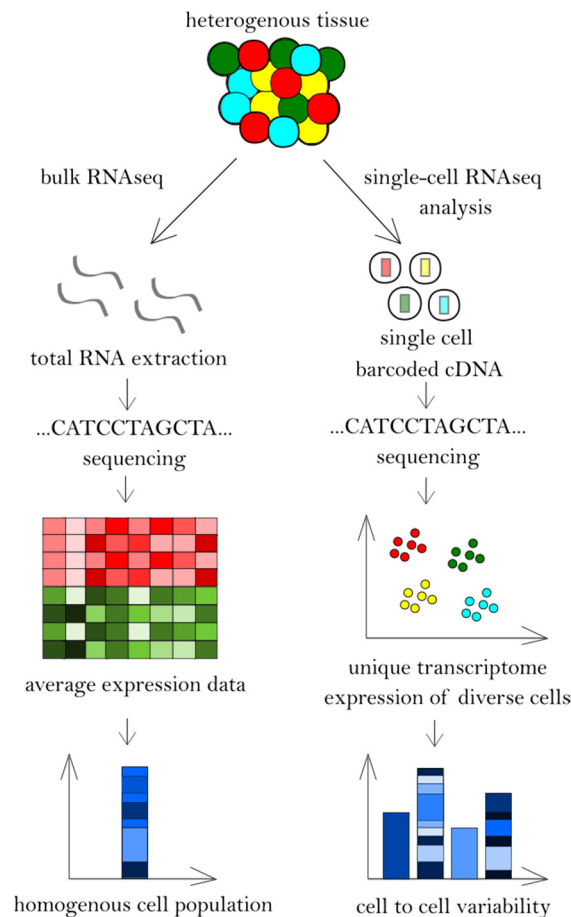 heterogenous tissue
bulk RNAseq
single-cell RNAseq
analysis
total RNA extraction
single cell
barcoded cDNA
...CATCCTAGCTA...
sequencing
...CATCCTAGCTA...
sequencing
average expression data
unique transcriptome
expression of diverse cells
homogenous cell population
cell to cell variability